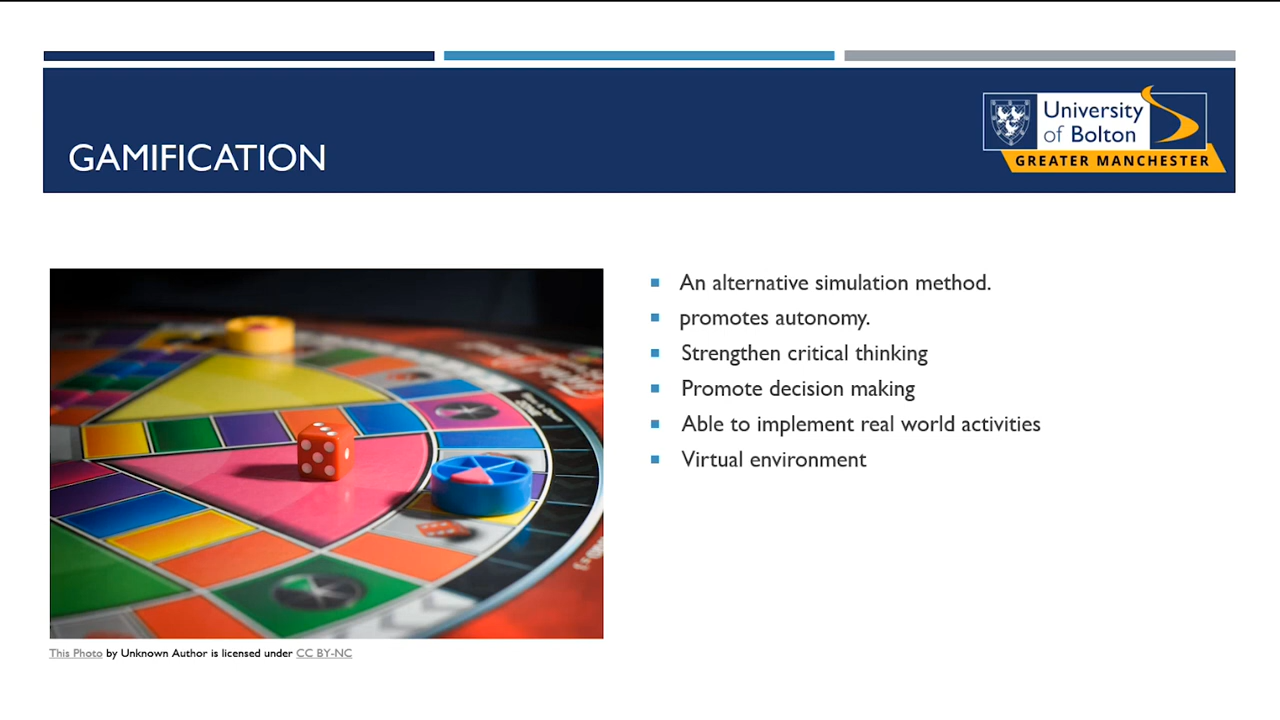 GAMIFICATION
University
of Bolton
GREATER MANCHESTER
An alternative simulation method.
promotes autonomy.
Strengthen critical thinking
Promote decision making
Able to implement real world activities
Virtual environment
This Photo by Unknown Author is licensed under CC BY-NC